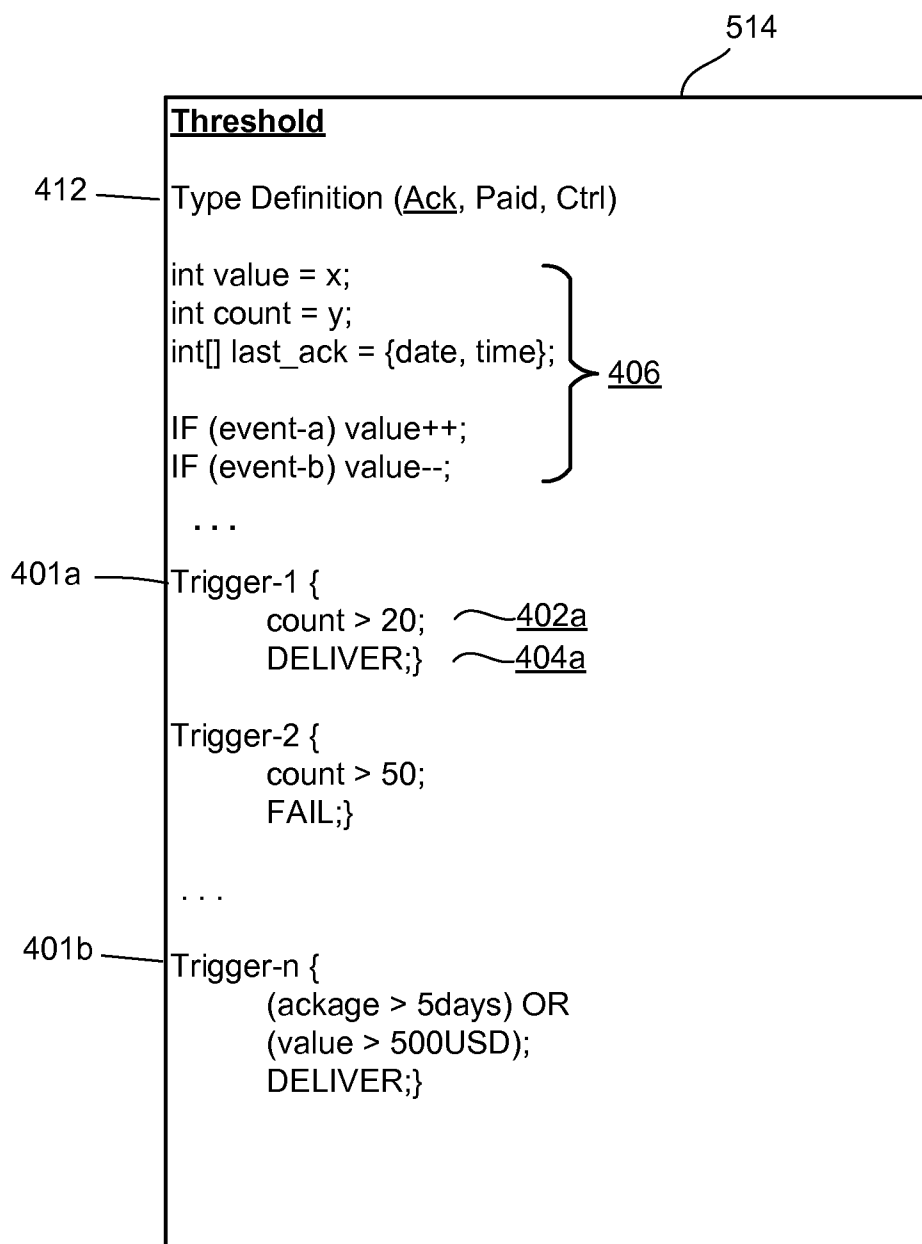 514
Threshold
412
Type Definition (Ack, Paid, Ctrl)
int value = x;
int count = y;
int[] last_ack = {date, time};
406
IF (event-a) value++;
IF (event-b) value--;
. . .
401a
Trigger-1 {
count > 20;
402a
DELIVER;}
404a
Trigger-2 {
count > 50;
FAIL;}
. . .
401b
Trigger-n {
(ackage > 5days) OR
(value > 500USD);
DELIVER;}